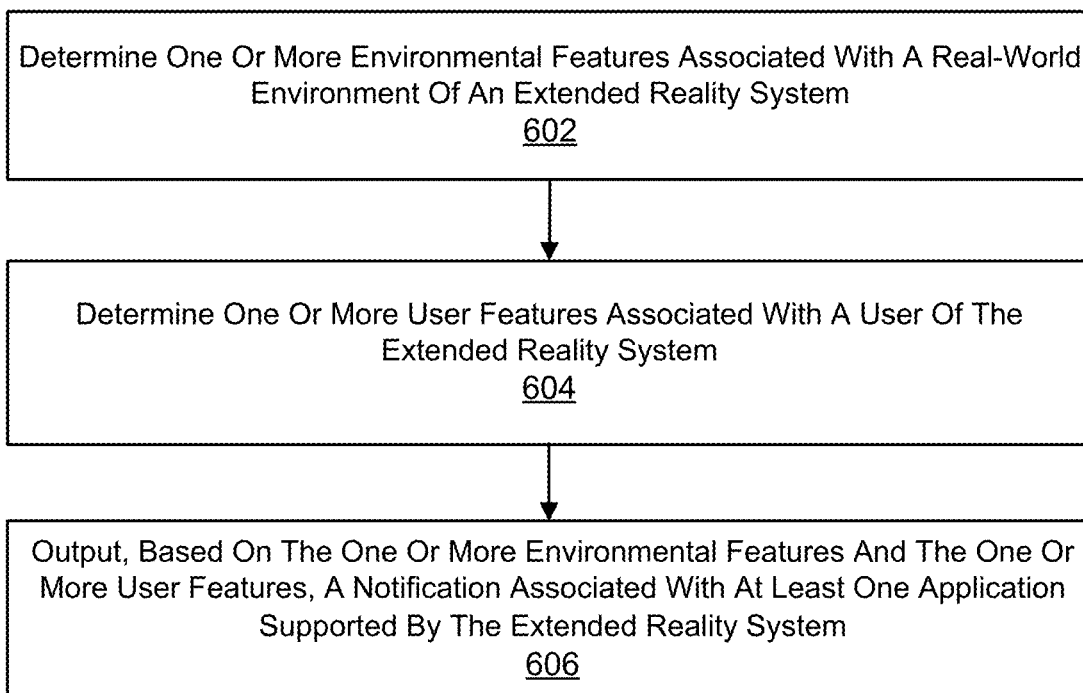 Determine One Or More Environmental Features Associated With A Real-World
Environment Of An Extended Reality System
602
Determine One Or More User Features Associated With A User Of The
Extended Reality System
604
Output, Based On The One Or More Environmental Features And The One Or
More User Features, A Notification Associated With At Least One Application
Supported By The Extended Reality System
606